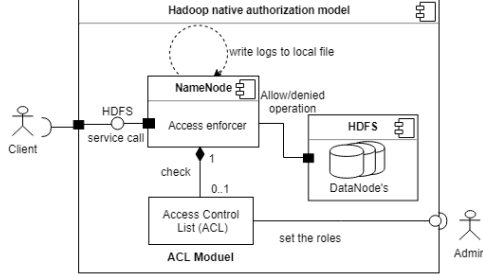 Hadoop native authorization model
write logs to local file
NameNode
Allow/denied
operation
HDFS
service call
Access enforcer
HDFS
Client
1
check
DataNode's
0..1
Access Control
List (ACL)
set the roles
Admin
ACL Moduel